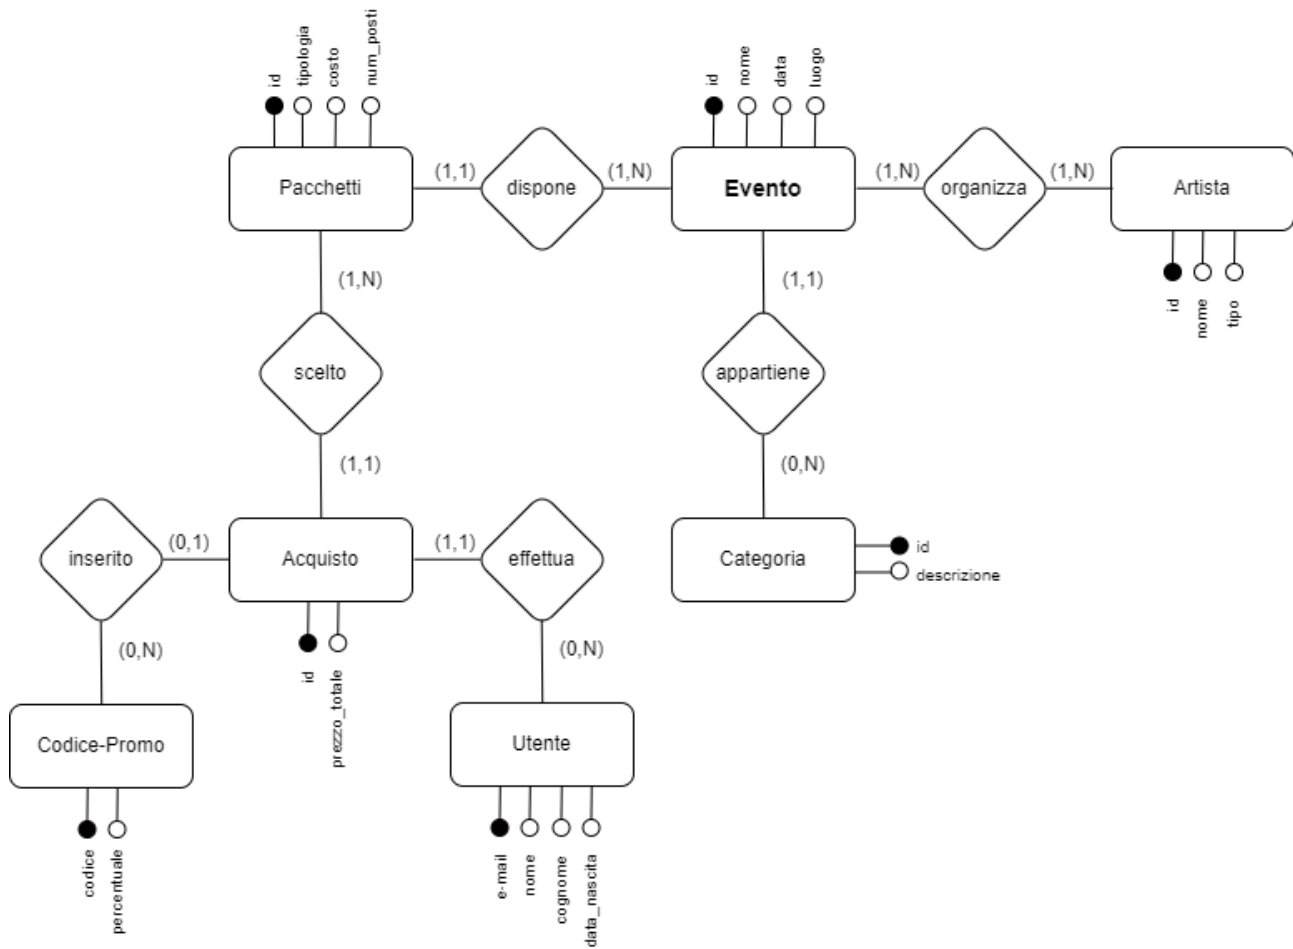 id
tipologia
costo
num_posti
id
nome
data
luogo
Pacchetti
(1,1)
dispone
(1,N)
Evento
(1,N)
organizza
(1,N)
Artista
id
nome
tipo
(1,N)
(1,1)
scelto
appartiene
(1,1)
(0,N)
inserito
(0,1)
Acquisto
(1,1)
effettua
Categoria
id
descrizione
(0,N)
id
prezzo_totale
(0,N)
Codice-Promo
Utente
codice
percentuale
e-mail
nome
cognome
data_nascita